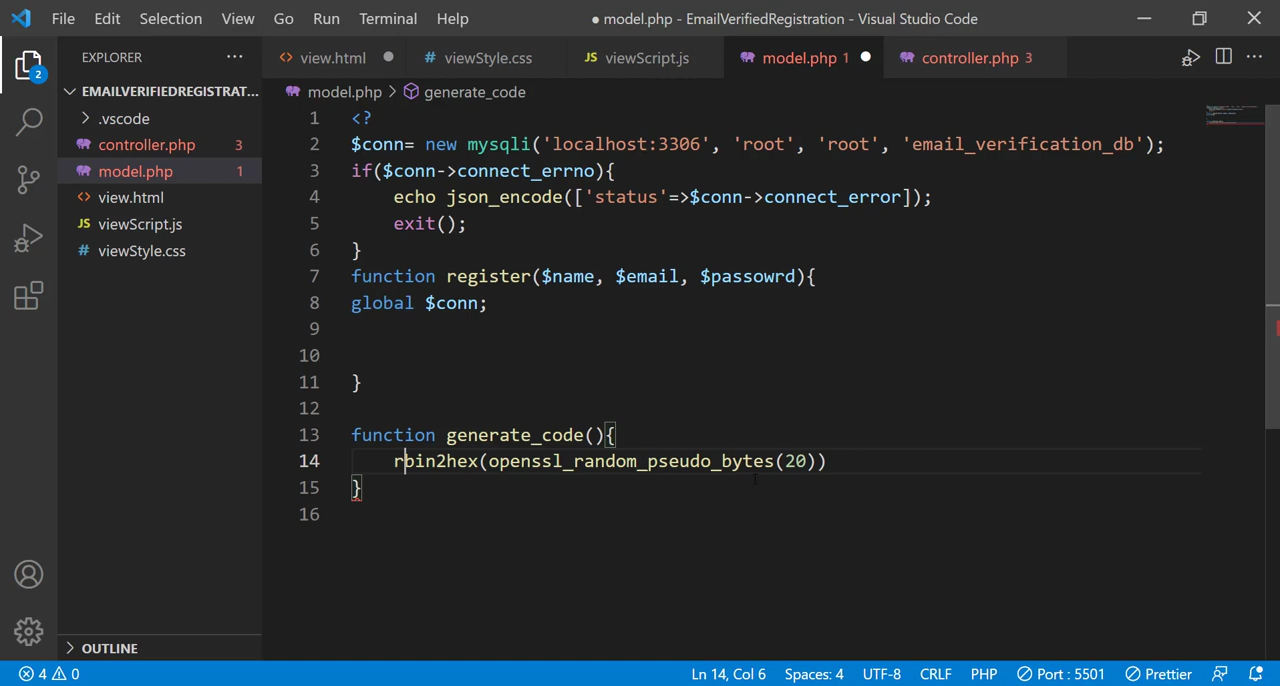 File Edit Selection View Go Run Terminal Help ● model.php - EmailVerifiedRegistration - Visual Studio Code
EXPLORER ...
view.html # viewStyle.css JS viewScript.js model.php 1 controller.php 3
2
EMAILVERIFIEDREGISTRAT...
model.php > generate_code
.vscode
controller.php 3
model.php 1
view.html
JS viewScript.js
# viewStyle.css
1 <?
2 $conn= new mysqli('localhost:3306', 'root', 'root', 'email_verification_db');
3 if($conn->connect_errno){
4 echo json_encode(['status'=>$conn->connect_error]);
5 exit();
6 }
7 function register($name, $email, $passowrd){
8 global $conn;
9
10
11 }
12
13 function generate_code(){
14 rbin2hex(openssl_random_pseudo_bytes(20))
15 }
16
OUTLINE
4 0 Ln 14, Col 6 Spaces: 4 UTF-8 CRLF PHP Port : 5501 Prettier